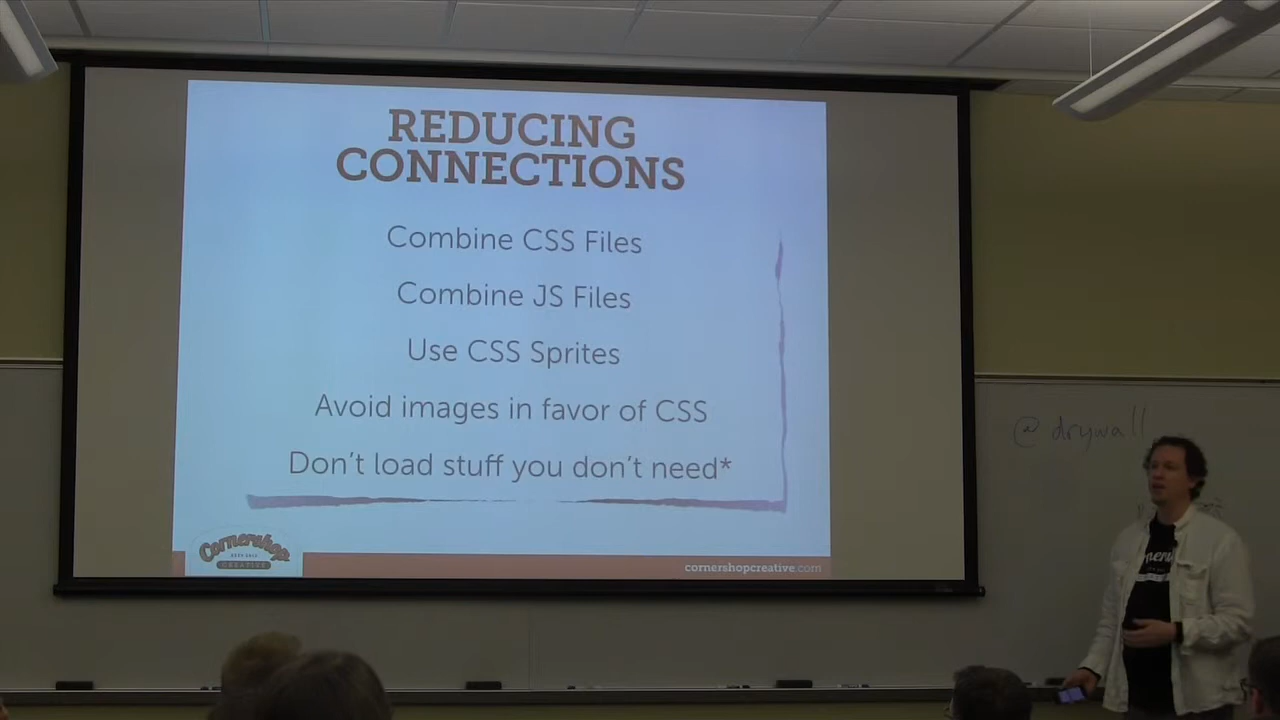 REDUCING
CONNECTIONS
Combine CSS Files
Combine JS Files
Use CSS Sprites
Avoid images in favor of CSS
Don't load stuff you don't need*
Cornershop
CREATIVE
cornershopcreative.com
@drywall